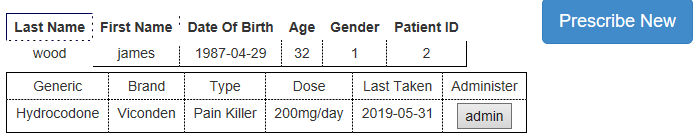 Last Name First Name Date Of Birth Age Gender Patient ID
wood james 1987-04-29 32 1 2
Prescribe New
Generic Brand Type Dose Last Taken Administer
Hydrocodone Viconden Pain Killer 200mg/day 2019-05-31 admin